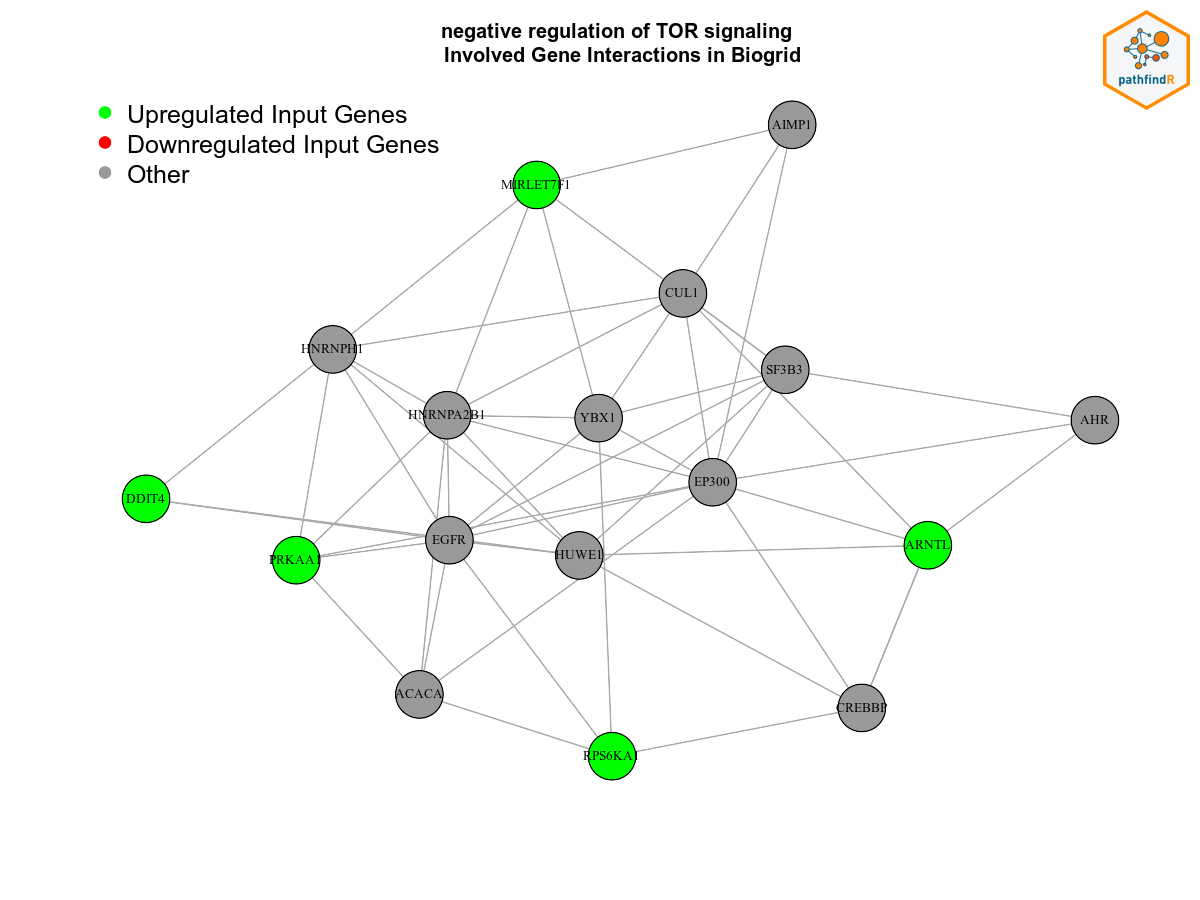 negative regulation of TOR signaling
Involved Gene Interactions in Biogrid
pathfindR
Upregulated Input Genes
Downregulated Input Genes
Other
AIMP1
MIRLET7F1
CUL1
HNRNPH1
SF3B3
HNRNPA2B1
YBX1
AHR
EP300
DDIT4
EGFR
ARNTL
HUWE1
PRKAA1
ACACA
CREBBP
RPS6KA1